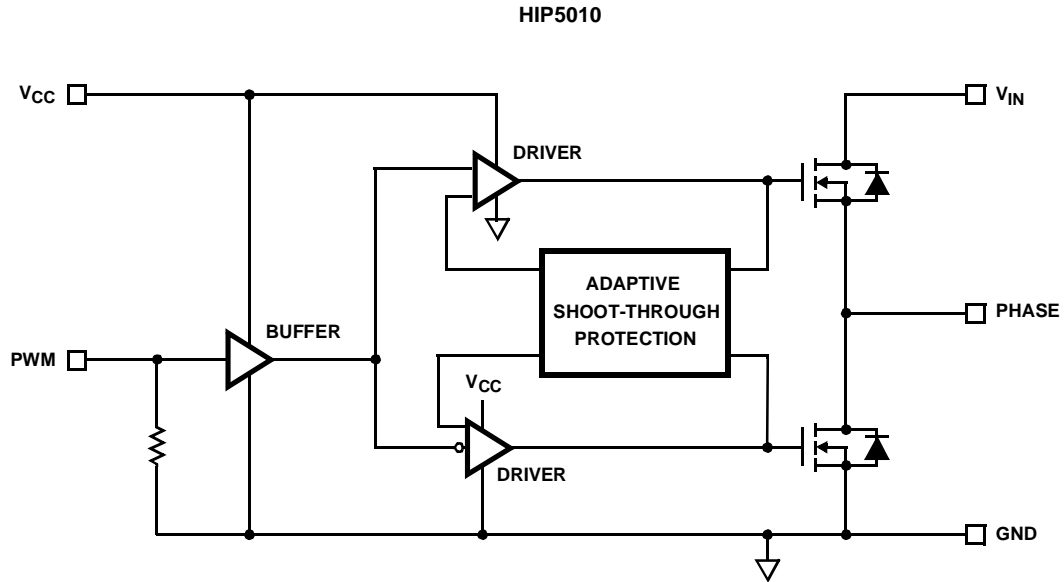 HIP5010
VCC
VIN
DRIVER
ADAPTIVE
SHOOT-THROUGH
PROTECTION
PHASE
BUFFER
PWM
VCC
DRIVER
GND